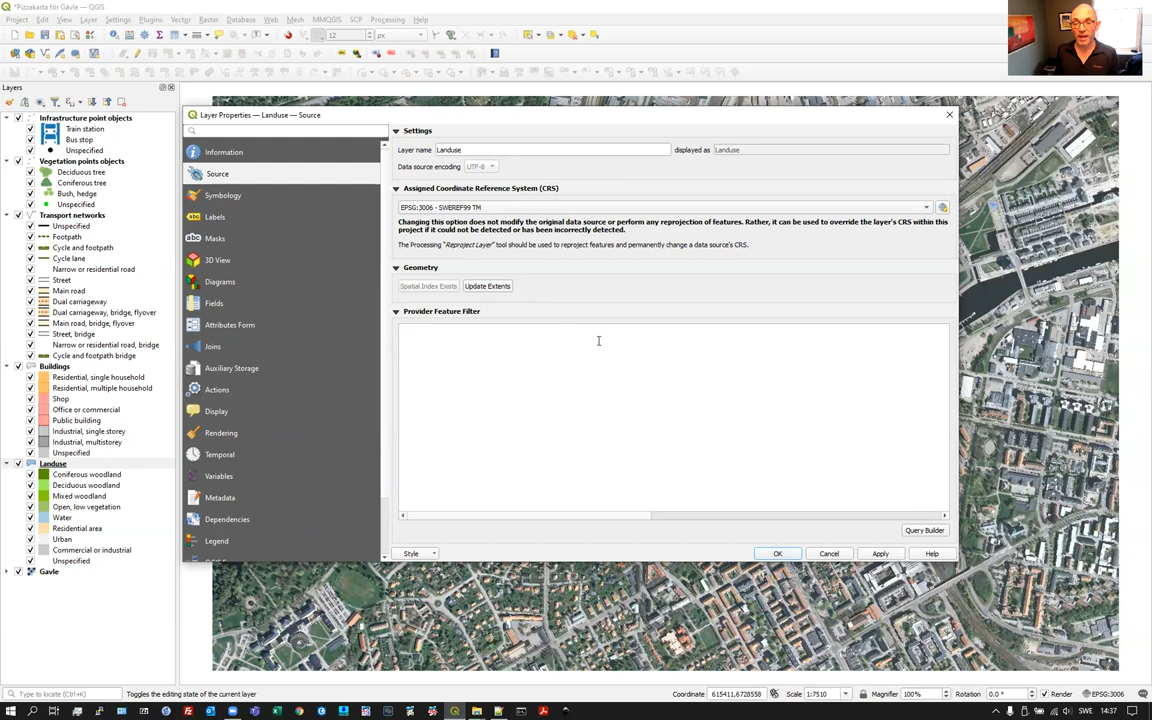 *Pizzakarta för Gävle — QGIS
Project Edit View Layer Settings Plugins Vector Raster Database Web Mesh MMQGIS SCP Processing Help
12 px
Layers
Infrastructure point objects
Train station
Bus stop
Unspecified
Vegetation points objects
Deciduous tree
Coniferous tree
Bush, hedge
Unspecified
Transport networks
Unspecified
Footpath
Cycle and footpath
Cycle lane
Narrow or residential road
Street
Main road
Dual carriageway
Dual carriageway, bridge, flyover
Main road, bridge, flyover
Street, bridge
Narrow or residential road, bridge
Cycle and footpath bridge
Buildings
Residential, single household
Residential, multiple household
Shop
Office or commercial
Public building
Industrial, single storey
Industrial, multistorey
Unspecified
Landuse
Coniferous woodland
Deciduous woodland
Mixed woodland
Open, low vegetation
Water
Residential area
Urban
Commercial or industrial
Unspecified
Gavle
Layer Properties — Landuse — Source
Information
Source
Symbology
abc Labels
abc Masks
3D View
Diagrams
Fields
Attributes Form
Joins
Auxiliary Storage
Actions
Display
Rendering
Temporal
Variables
Metadata
Dependencies
Legend
Settings
Layer name Landuse displayed as Landuse
Data source encoding UTF-8
Assigned Coordinate Reference System (CRS)
EPSG:3006 - SWEREF99 TM
Changing this option does not modify the original data source or perform any reprojection of features. Rather, it can be used to override the layer's CRS within this
project if it could not be detected or has been incorrectly detected.
The Processing "Reproject Layer" tool should be used to reproject features and permanently change a data source's CRS.
Geometry
Spatial Index Exists Update Extents
Provider Feature Filter
Query Builder
Style OK Cancel Apply Help
Type to locate (Ctrl+K) Toggles the editing state of the current layer Coordinate 615411,6728558 Scale 1:7510 Magnifier 100% Rotation 0.0 ° Render EPSG:3006
SWE 14:37